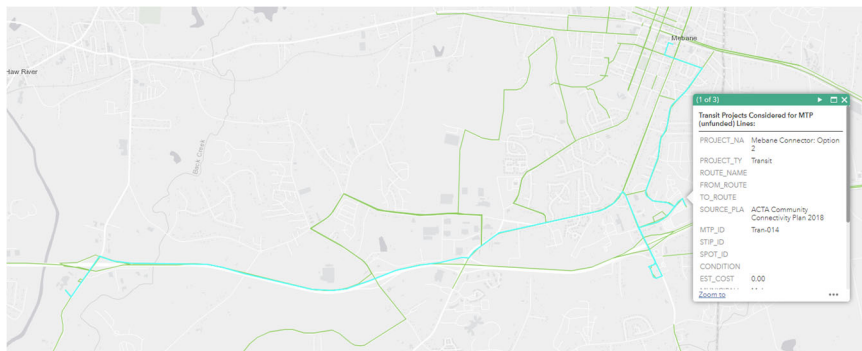 Mebane
Haw River
Back Creek
(1 of 3)
Transit Projects Considered for MTP
(unfunded) Lines:
PROJECT_NA Mebane Connector: Option
2
PROJECT_TY Transit
ROUTE_NAME
FROM_ROUTE
TO_ROUTE
SOURCE_PLA ACTA Community
Connectivity Plan 2018
MTP_ID Tran-014
STIP_ID
SPOT_ID
CONDITION
EST_COST 0.00
Zoom to